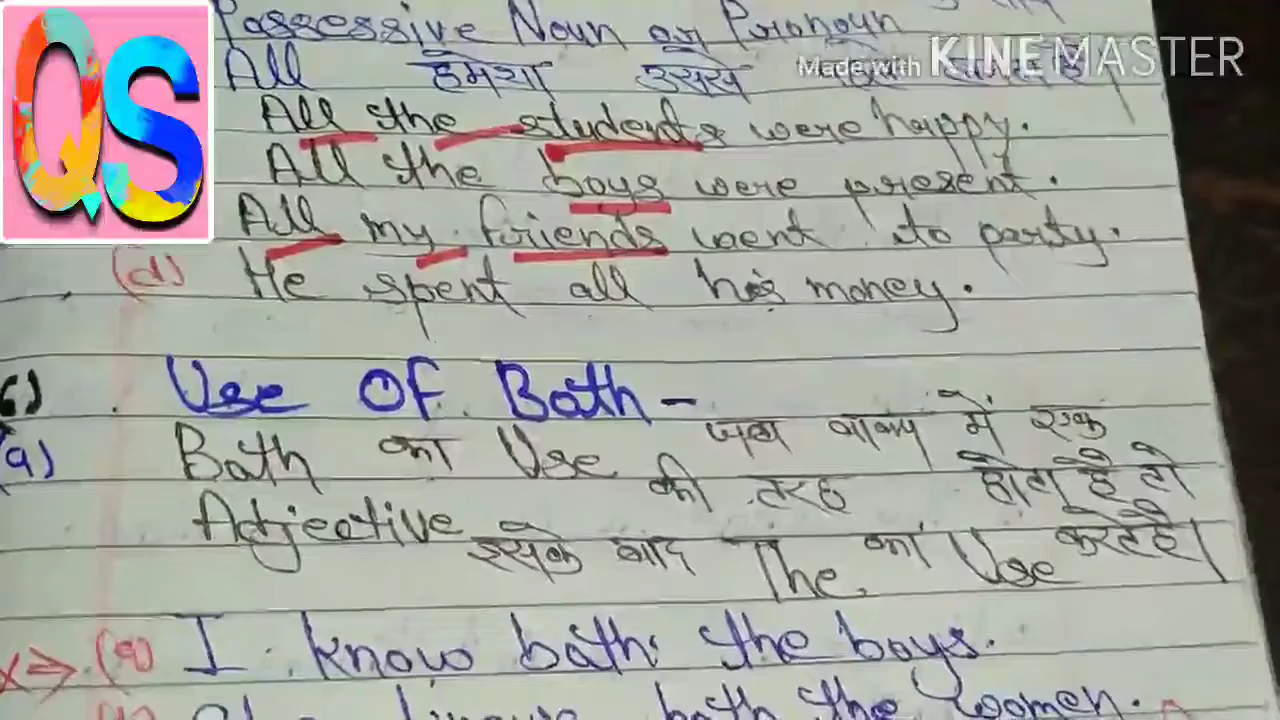 Possessive Noun or Pronoun
Made with KINEMASTER
All हमेशा उससे
All the students were happy.
All the boys were present.
All my friends went to party.
(d) He spent all his money.
QS
Use Of Both -
(a) Both का Use जब वाक्य में एक
Adjective की तरह होता है तो
इसके बाद The का Use करते है।
(a) I know both the boys.
both the women.